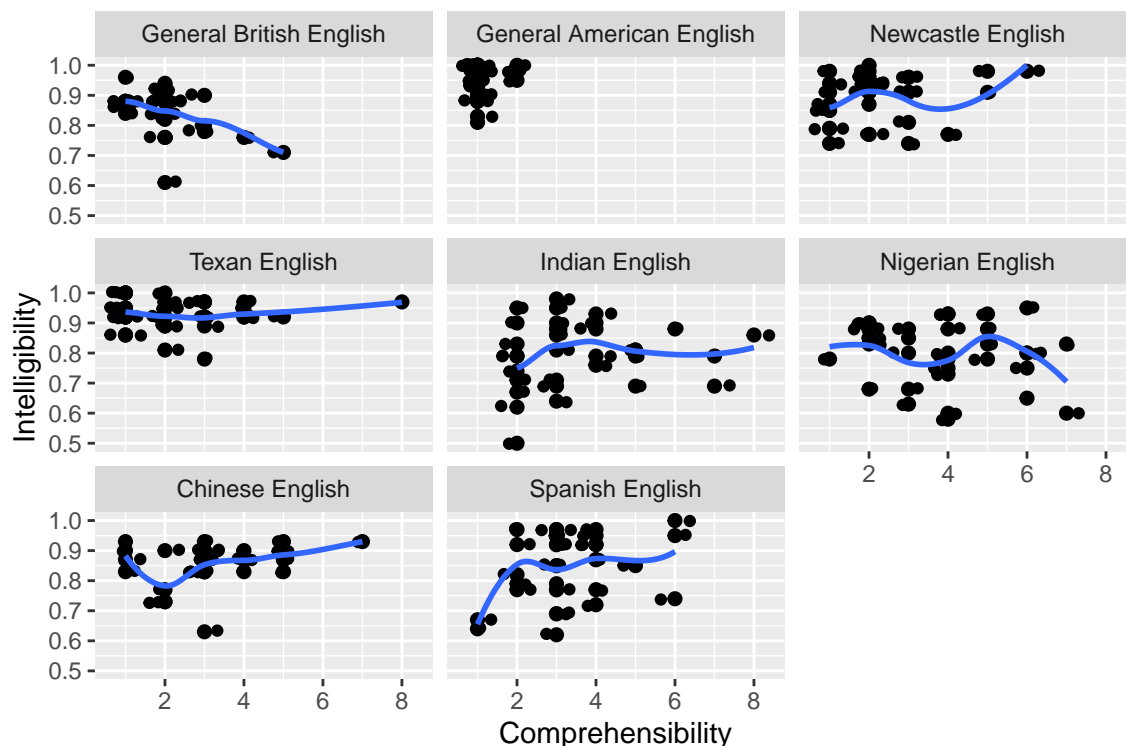 General British English
General American English
Newcastle English
1.0
0.9
0.8
0.7
0.6
0.5
Texan English
Indian English
Nigerian English
1.0
0.9
0.8
0.7
0.6
0.5
2 4 6 8
Chinese English
Spanish English
1.0
0.9
0.8
0.7
0.6
0.5
2 4 6 8
2 4 6 8
Intelligibility
Comprehensibility